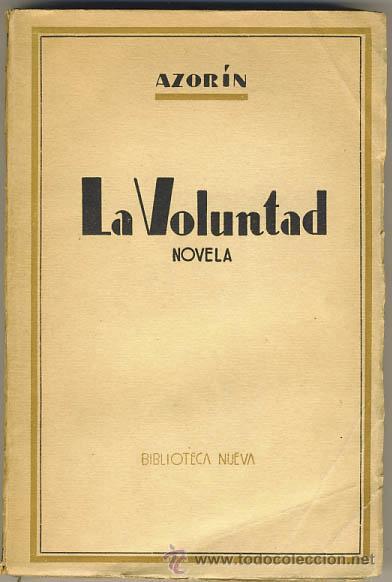 AZORÍN
La Voluntad
NOVELA
BIBLIOTECA NUEVA
www.todocoleccion.net